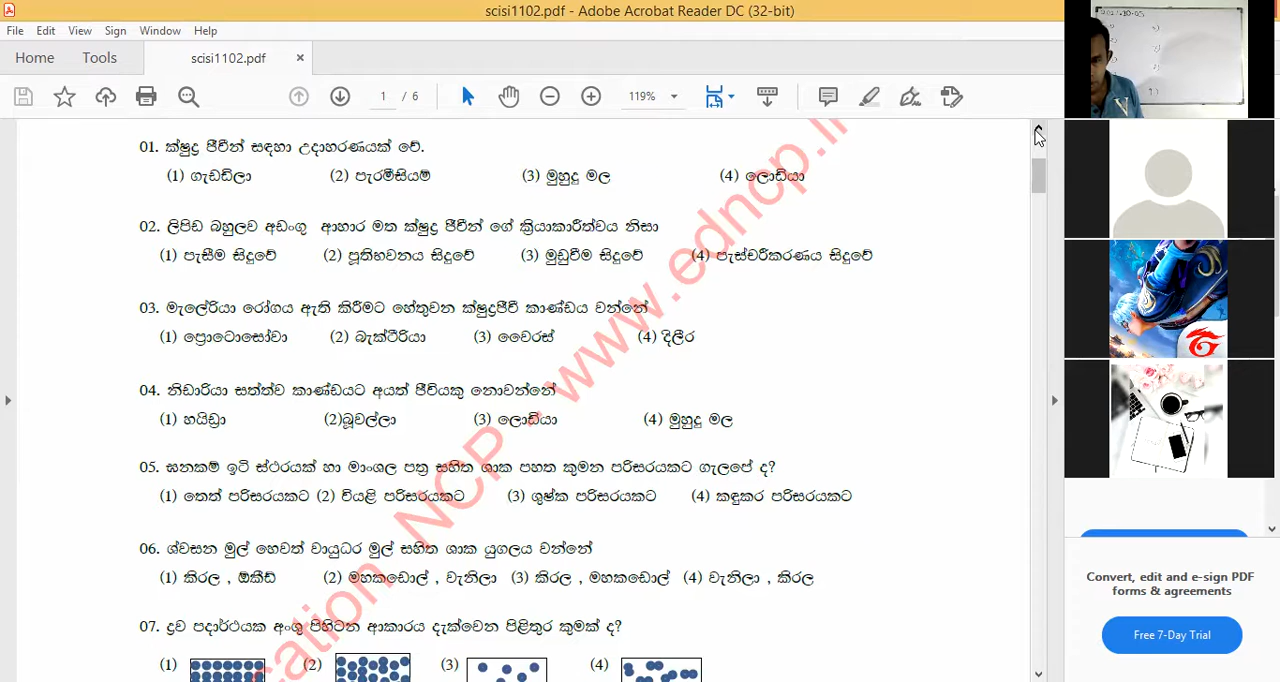 scisi1102.pdf - Adobe Acrobat Reader DC (32-bit)
File Edit View Sign Window Help
Home Tools scisi1102.pdf ×
1 / 6 119%
01. ක්ෂුද්‍ර ජීවීන් සඳහා උදාහරණයක් වේ.
(1) ගැඩවිලා (2) පැරමීසියම් (3) මුහුදු මල (4) ලොඩියා
02. ලිපිඩ බහුලව අඩංගු ආහාර මත ක්ෂුද්‍ර ජීවීන් ගේ ක්‍රියාකාරීත්වය නිසා
(1) පැසීම සිදුවේ (2) පූතිභවනය සිදුවේ (3) මුඩුවීම සිදුවේ (4) පැස්චරීකරණය සිදුවේ
03. මැලේරියා රෝගය ඇති කිරීමට හේතුවන ක්ෂුද්‍රජීවී කාණ්ඩය වන්නේ
(1) ප්‍රොටොසෝවා (2) බැක්ටීරියා (3) වෛරස් (4) දිලීර
04. නිඩාරියා සත්ත්ව කාණ්ඩයට අයත් ජීවියකු නොවන්නේ
(1) හයිඩ්‍රා (2)බූවල්ලා (3) ලොඩියා (4) මුහුදු මල
05. ඝනකම් ඉටි ස්ථරයක් හා මාංශල පත්‍ර සහිත ශාක පහත කුමන පරිසරයකට ගැලපේ ද?
(1) තෙත් පරිසරයකට (2) වියළි පරිසරයකට (3) ශුෂ්ක පරිසරයකට (4) කඳුකර පරිසරයකට
06. ශ්වසන මුල් හෙවත් වායුධර මුල් සහිත ශාක යුගලය වන්නේ
(1) කිරල , ඕකිඩ් (2) මහකඩොල් , වැනිලා (3) කිරල , මහකඩොල් (4) වැනිලා , කිරල
07. ද්‍රව පදාර්ථයක අංශු පිහිටන ආකාරය දැක්වෙන පිළිතුර කුමක් ද?
(1) (2) (3) (4)
cation NCP - www.edncp.li
Convert, edit and e-sign PDF
forms & agreements
Free 7-Day Trial